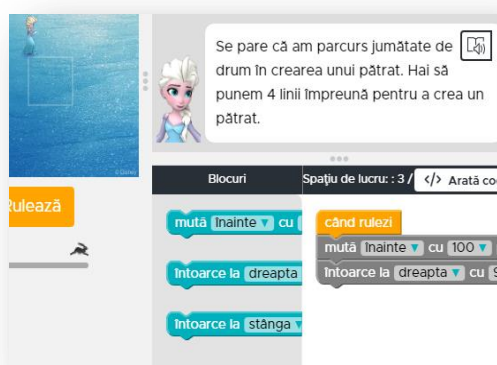 Se pare că am parcurs jumătate de
drum în crearea unui pătrat. Hai să
punem 4 linii împreună pentru a crea un
pătrat.
©Disney
Blocuri
Spațiu de lucru: : 3 /
</> Arată co
Rulează
mută înainte ▼ cu
întoarce la dreapta
întoarce la stânga ▼
când rulezi
mută înainte ▼ cu 100 ▼
întoarce la dreapta ▼ cu 9